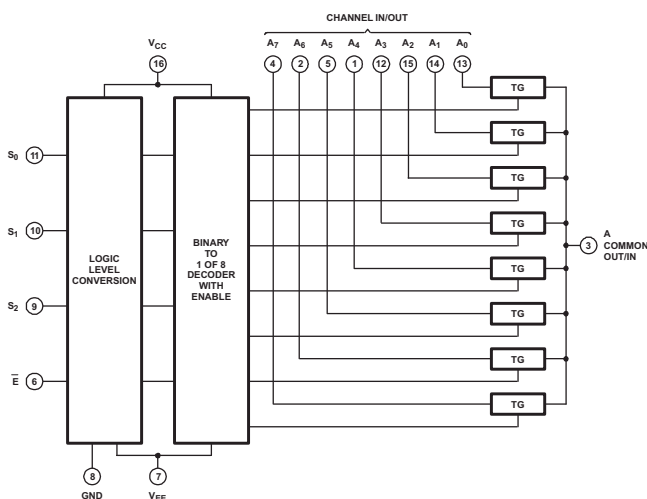 CHANNEL IN/OUT
VCC A7 A6 A5 A4 A3 A2 A1 A0
16 4 2 5 1 12 15 14 13
TG
TG
S0 11
TG
TG
S1 10
LOGIC
LEVEL
CONVERSION
BINARY
TO
1 OF 8
DECODER
WITH
ENABLE
3
A
COMMON
OUT/IN
TG
S2 9
TG
TG
E̅ 6
TG
8 7
GND VEE